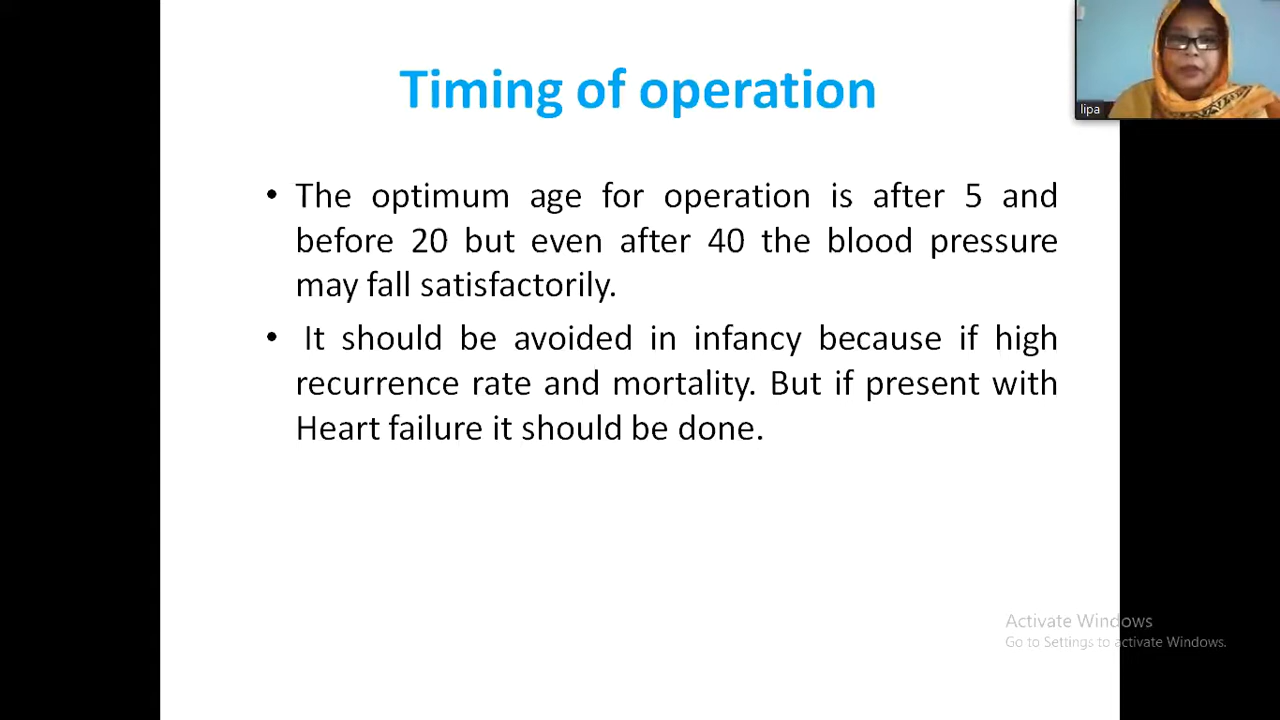 Timing of operation
lipa
• The optimum age for operation is after 5 and
before 20 but even after 40 the blood pressure
may fall satisfactorily.
• It should be avoided in infancy because if high
recurrence rate and mortality. But if present with
Heart failure it should be done.
Activate Windows
Go to Settings to activate Windows.